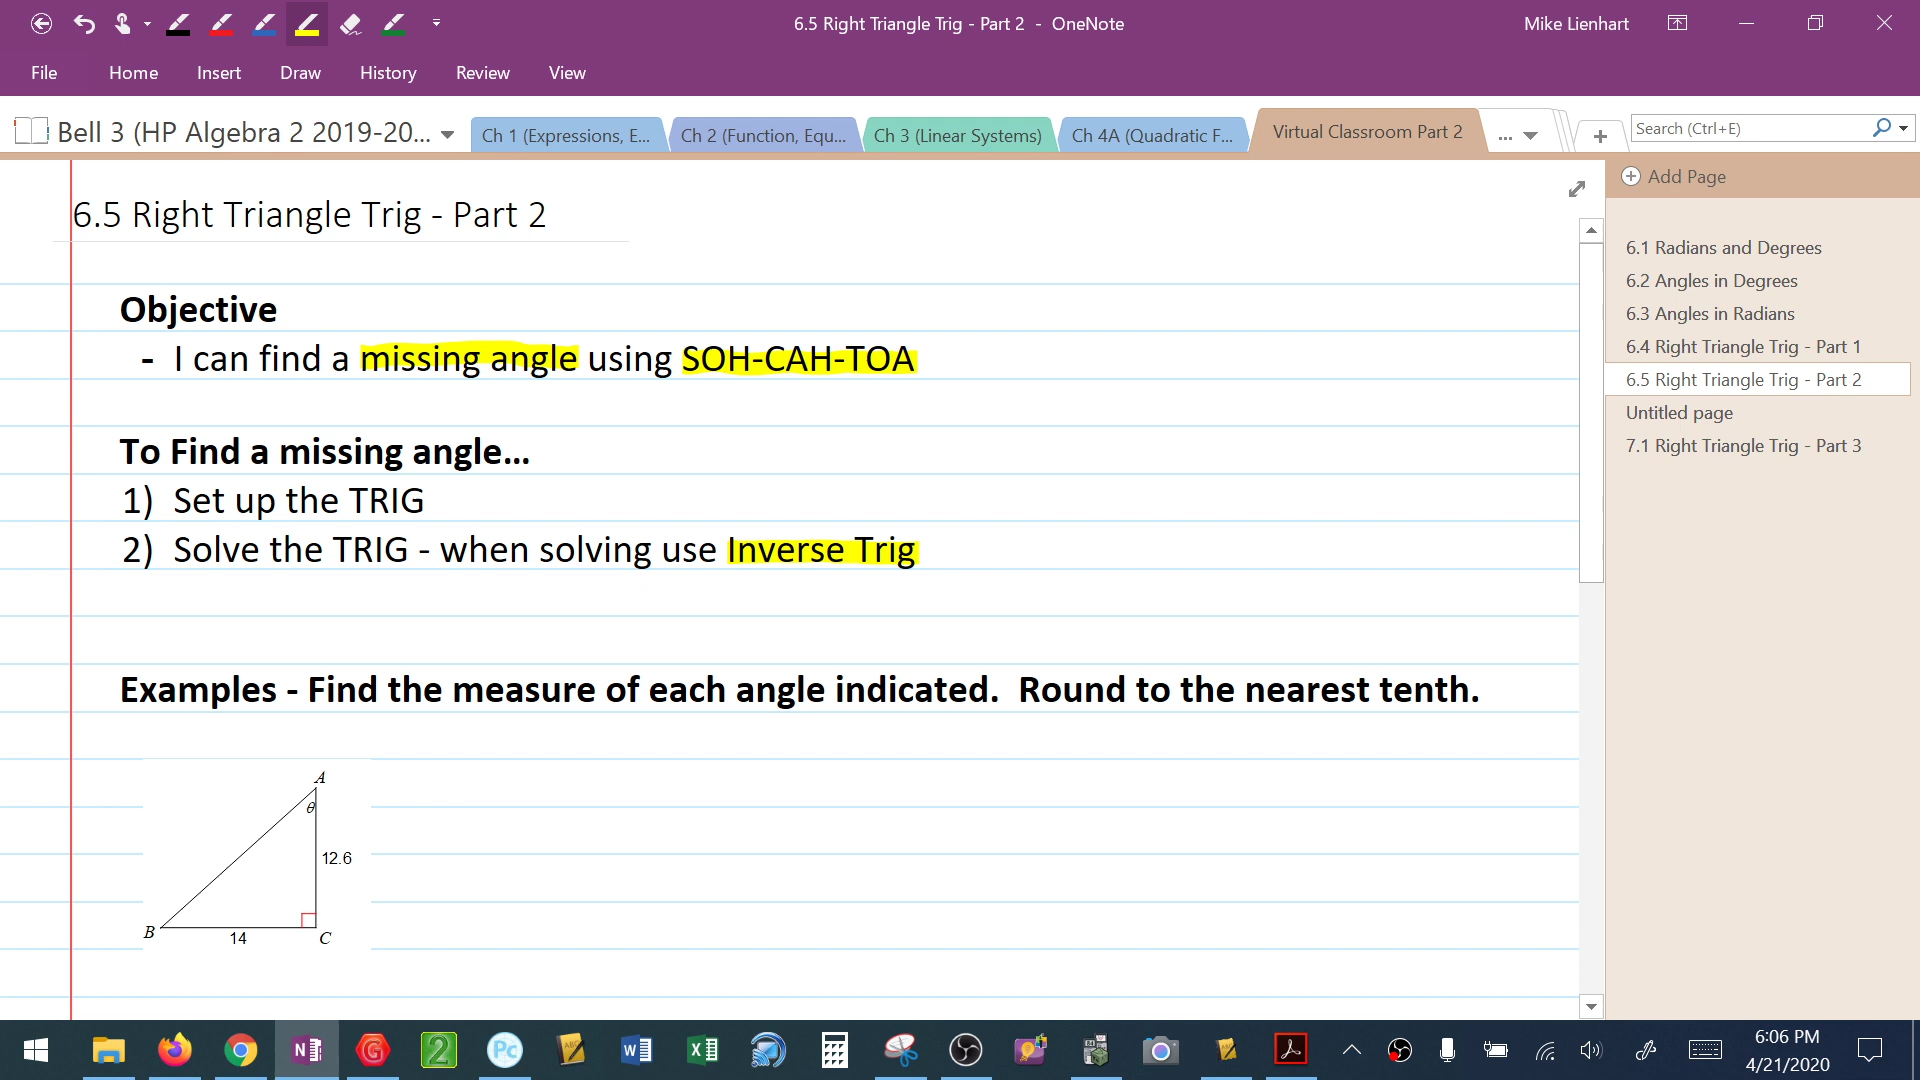 6.5 Right Triangle Trig - Part 2 - OneNote
Mike Lienhart
File Home Insert Draw History Review View
Bell 3 (HP Algebra 2 2019-20...
Ch 1 (Expressions, E...
Ch 2 (Function, Equ...
Ch 3 (Linear Systems)
Ch 4A (Quadratic F...
Virtual Classroom Part 2
...
Search (Ctrl+E)
6.5 Right Triangle Trig - Part 2
Objective
- I can find a missing angle using SOH-CAH-TOA
To Find a missing angle...
1) Set up the TRIG
2) Solve the TRIG - when solving use Inverse Trig
Examples - Find the measure of each angle indicated. Round to the nearest tenth.
A
θ
12.6
B
14
C
Add Page
6.1 Radians and Degrees
6.2 Angles in Degrees
6.3 Angles in Radians
6.4 Right Triangle Trig - Part 1
6.5 Right Triangle Trig - Part 2
Untitled page
7.1 Right Triangle Trig - Part 3
6:06 PM
4/21/2020